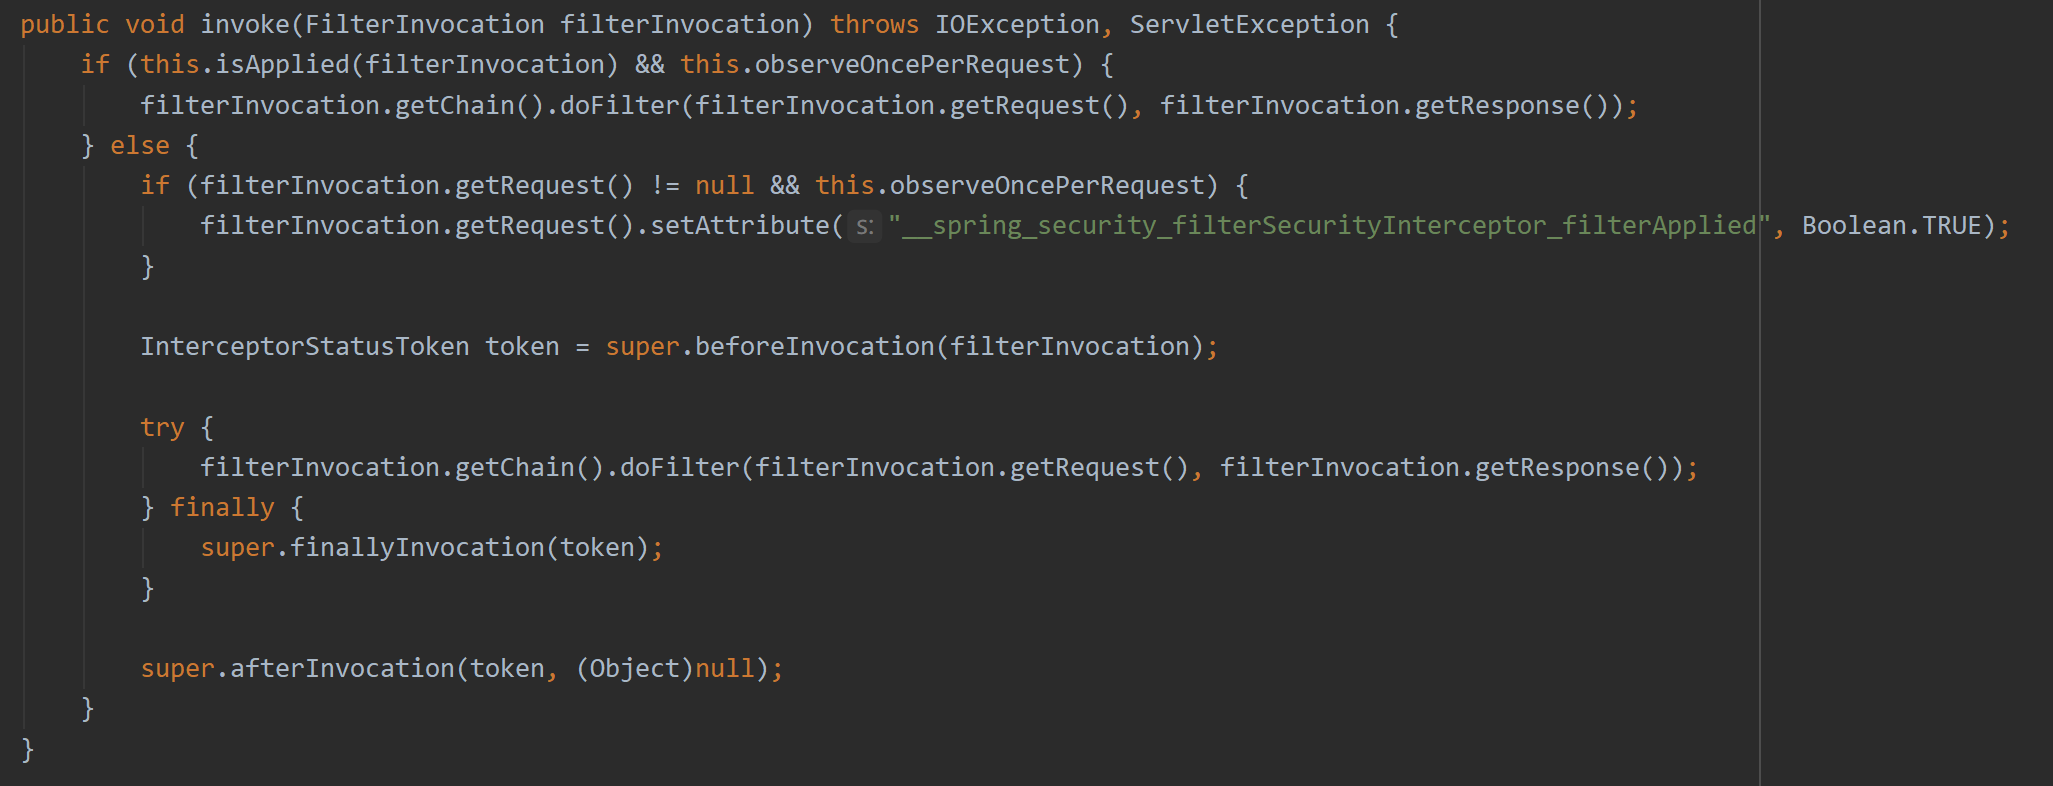 public void invoke(FilterInvocation filterInvocation) throws IOException, ServletException {
    if (this.isApplied(filterInvocation) && this.observeOncePerRequest) {
        filterInvocation.getChain().doFilter(filterInvocation.getRequest(), filterInvocation.getResponse());
    } else {
        if (filterInvocation.getRequest() != null && this.observeOncePerRequest) {
            filterInvocation.getRequest().setAttribute( s: "__spring_security_filterSecurityInterceptor_filterApplied", Boolean.TRUE);
        }

        InterceptorStatusToken token = super.beforeInvocation(filterInvocation);

        try {
            filterInvocation.getChain().doFilter(filterInvocation.getRequest(), filterInvocation.getResponse());
        } finally {
            super.finallyInvocation(token);
        }

        super.afterInvocation(token, (Object)null);
    }
}